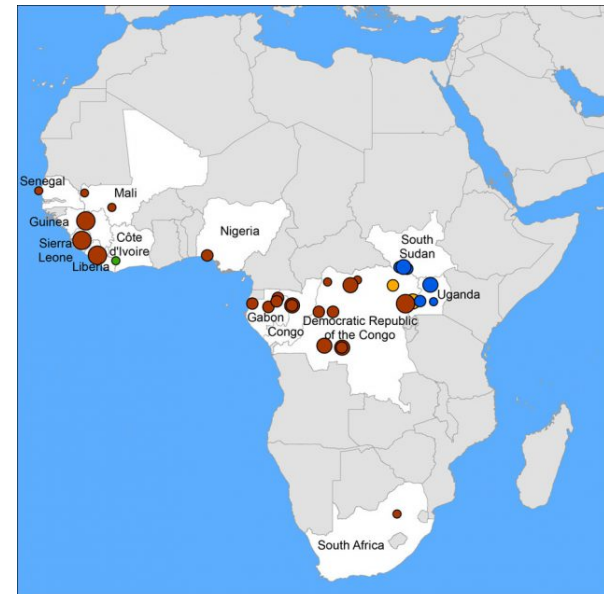 Senegal
Mali
Guinea
Sierra
Leone
Côte
d'Ivoire
Liberia
Nigeria
South
Sudan
Uganda
Gabon
Congo
Democratic Republic
of the Congo
South Africa